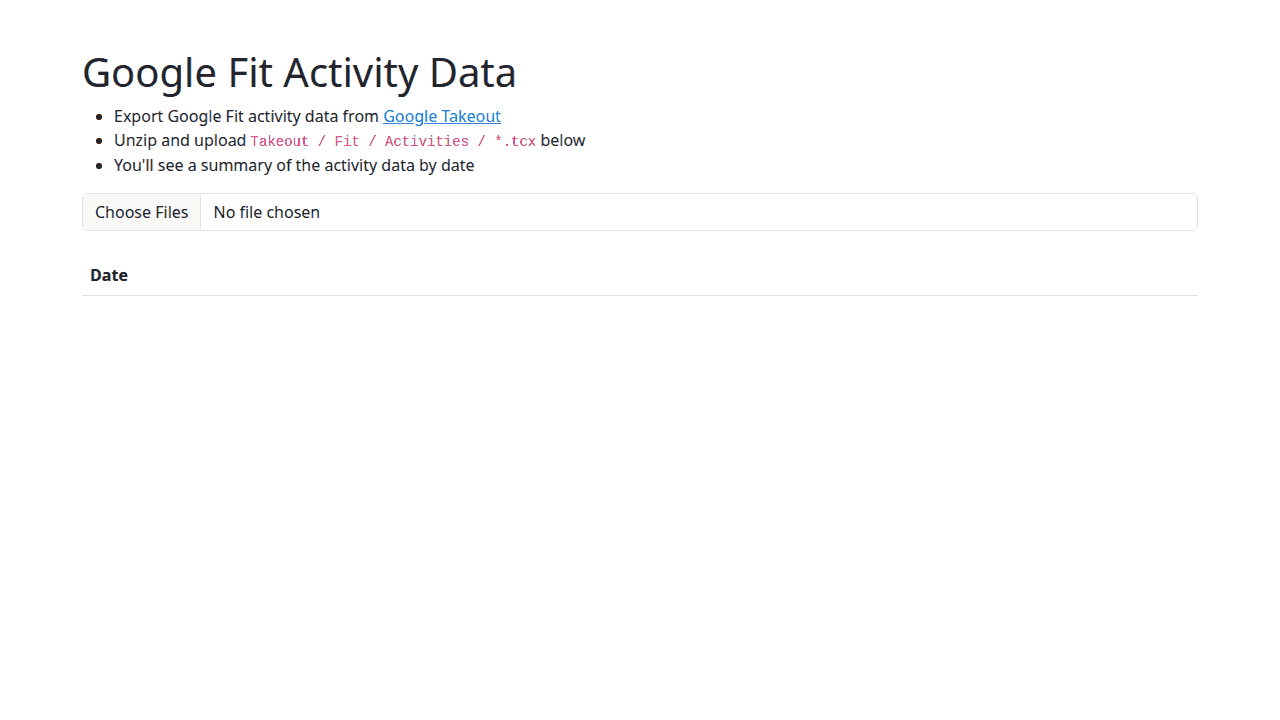 Google Fit Activity Data
Export Google Fit activity data from Google Takeout
Unzip and upload Takeout / Fit / Activities / *.tcx below
You'll see a summary of the activity data by date
Choose Files No file chosen
Date